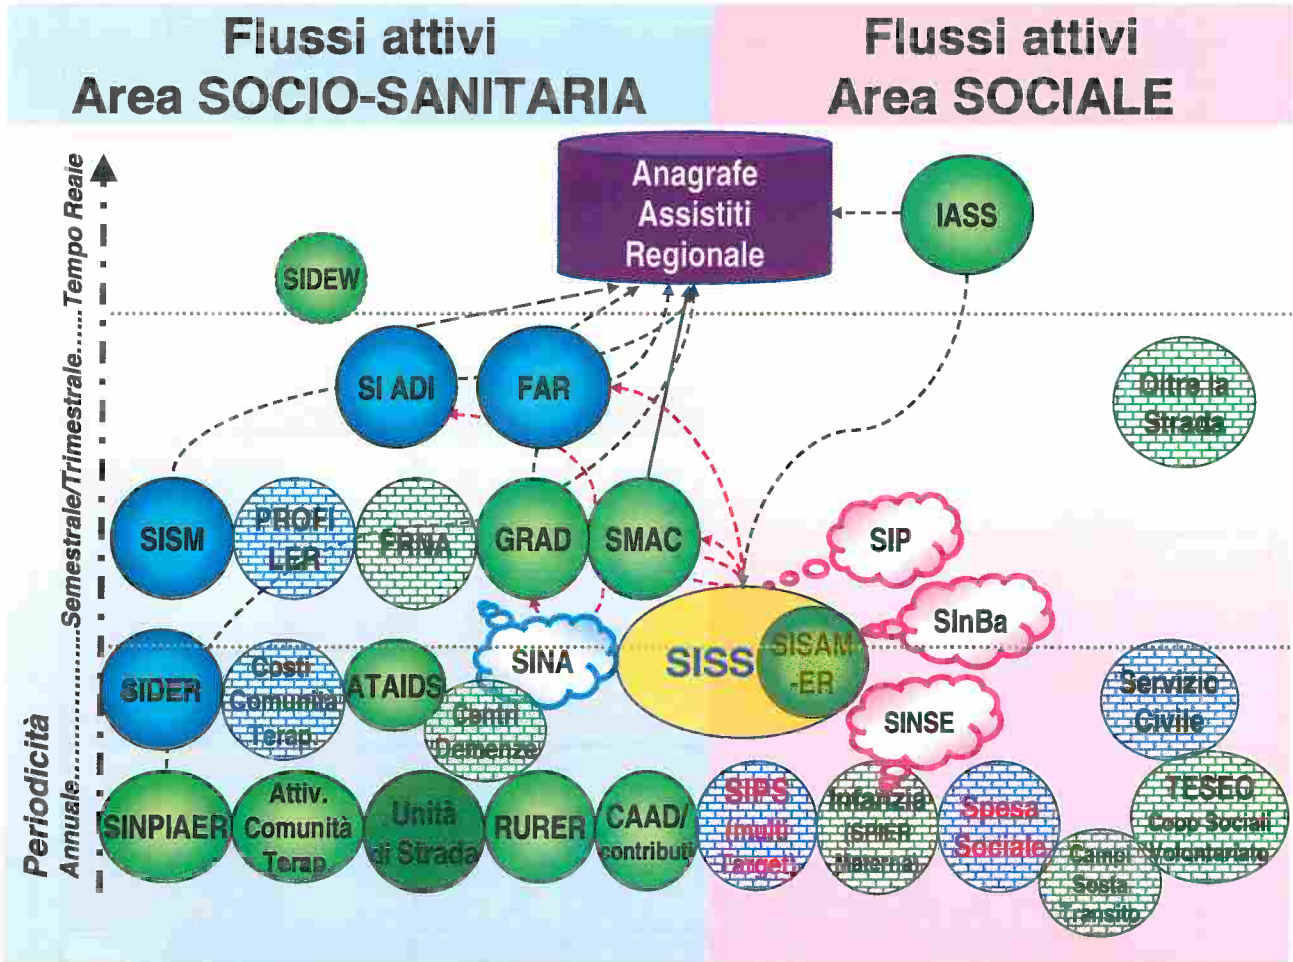 Flussi attivi
Area SOCIO-SANITARIA
Flussi attivi
Area SOCIALE
Periodicità
Annuale......................Semestrale/Trimestrale......Tempo Reale
Anagrafe
Assistiti
Regionale
IASS
SIDEW
SI ADI
FAR
Oltre la
Strada
SISM
PROFI
LER
FRNA
GRAD
SMAC
SIP
SInBa
SINA
SISS
SISAM
-ER
SINSE
SIDER
Costi
Comunità
Terap.
ATAIDS
Centri
Demenze
Servizio
Civile
SINPIAER
Attiv.
Comunità
Terap.
Unità
di Strada
RURER
CAAD/
contributi
SIPS
(multi
Target)
Infanzia
(SPIER
Materna)
Spesa
Sociale
Campi
Sosta
Transito
TESEO
Copp Sociali
Volontariato